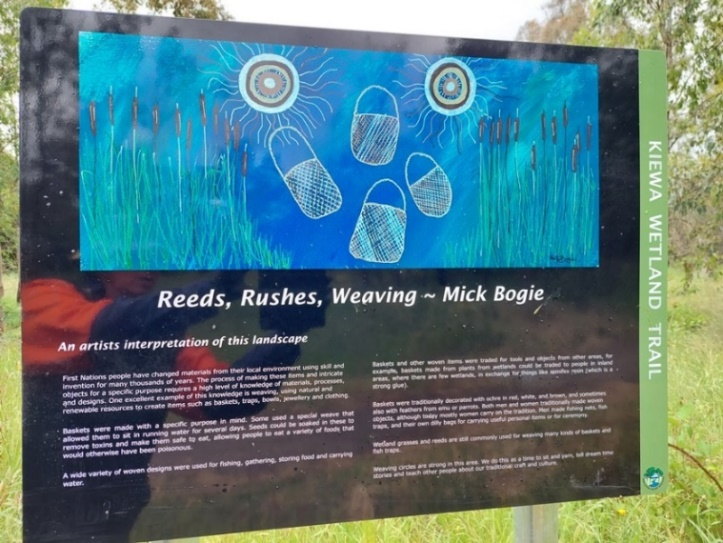 Reeds, Rushes, Weaving ~ Mick Bogie
An artists interpretation of this landscape
First Nations people have changed materials from their local environment using skill and
invention for many thousands of years. The process of making these items and intricate
objects for a specific purpose requires a high level of knowledge of materials, processes,
and designs. One excellent example of this knowledge is weaving, using natural and
renewable resources to create items such as baskets, traps, bowls, jewellery and clothing
Baskets were made with a specific purpose in mind. Some used a special weave that
allowed them to sit in running water for several days. Seeds could be soaked in these to
remove toxins and make them safe to eat, allowing people to eat a variety of foods that
would otherwise have been poisonous.
A wide variety of woven designs were used for fishing, gathering, storing food and carrying
water.
Baskets and other woven items were traded for tools and objects from other areas, for
example, baskets made from plants from wetlands could be traded to people in inland
areas, where there are few wetlands, in exchange for things like spinifex resin (which is a
strong glue).
Baskets were traditionally decorated with ochre in red, white, and brown, and sometimes
also with feathers from emu or parrots. Both men and women traditionally made woven
objects, although today mostly women carry on the tradition. Men made fishing nets, fish
traps, and their own dilly bags for carrying useful personal items or for ceremony.
Wetland grasses and reeds are still commonly used for weaving many kinds of baskets and
fish traps.
Weaving circles are strong in this area. We do this as a time to sit and yarn, tell dream time
stories and teach other people about our traditional craft and culture.
KIEWA WETLAND TRAIL